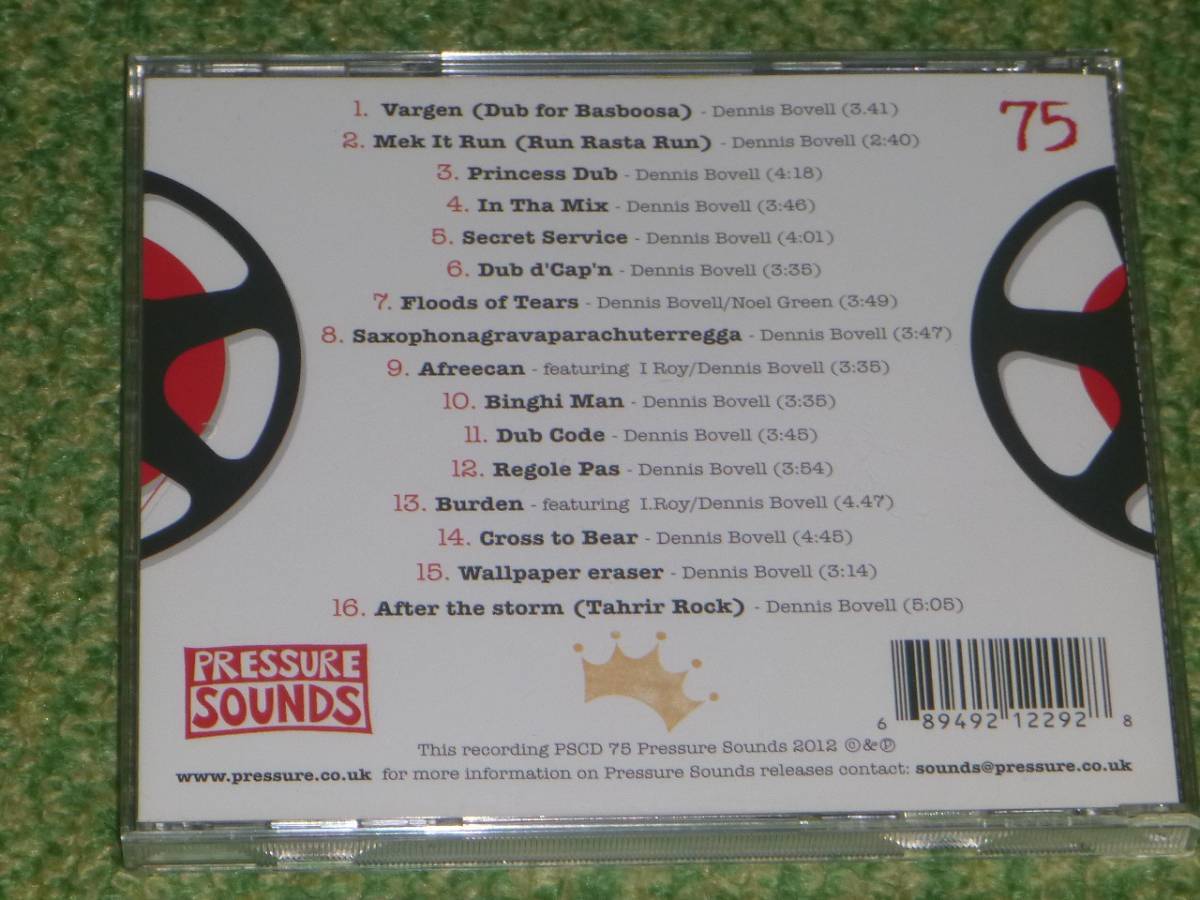 75
1. Vargen (Dub for Basboosa) - Dennis Bovell (3.41)
2. Mek It Run (Run Rasta Run) - Dennis Bovell (2:40)
3. Princess Dub - Dennis Bovell (4:18)
4. In Tha Mix - Dennis Bovell (3:46)
5. Secret Service - Dennis Bovell (4:01)
6. Dub d'Cap'n - Dennis Bovell (3:35)
7. Floods of Tears - Dennis Bovell/Noel Green (3:49)
8. Saxophonagravaparachuterregga - Dennis Bovell (3:47)
9. Afreecan - featuring I Roy/Dennis Bovell (3:35)
10. Binghi Man - Dennis Bovell (3:35)
11. Dub Code - Dennis Bovell (3:45)
12. Regole Pas - Dennis Bovell (3:54)
13. Burden - featuring I.Roy/Dennis Bovell (4.47)
14. Cross to Bear - Dennis Bovell (4:45)
15. Wallpaper eraser - Dennis Bovell (3:14)
16. After the storm (Tahrir Rock) - Dennis Bovell (5:05)
PRESSURE
SOUNDS
6 89492 12292 8
This recording PSCD 75 Pressure Sounds 2012 ©&℗
www.pressure.co.uk for more information on Pressure Sounds releases contact: sounds@pressure.co.uk